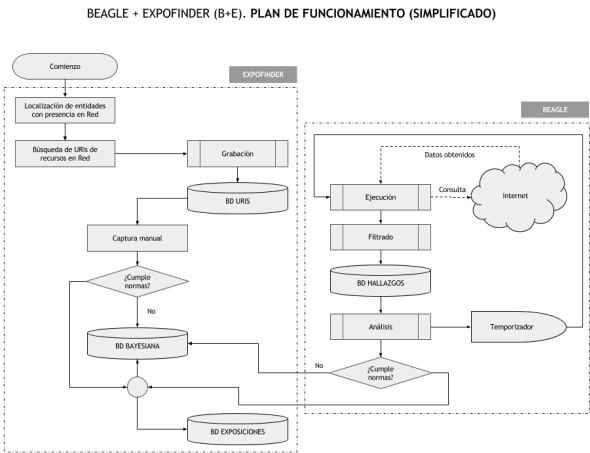 BEAGLE + EXPOFINDER (B+E). PLAN DE FUNCIONAMIENTO (SIMPLIFICADO)
Comienzo
EXPOFINDER
Localización de entidades
con presencia en Red
Búsqueda de URIs de
recursos en Red
Grabación
BD URIS
Captura manual
¿Cumple
normas?
No
BD BAYESIANA
BD EXPOSICIONES
BEAGLE
Datos obtenidos
Ejecución
Consulta
Internet
Filtrado
BD HALLAZGOS
Análisis
Temporizador
No
¿Cumple
normas?